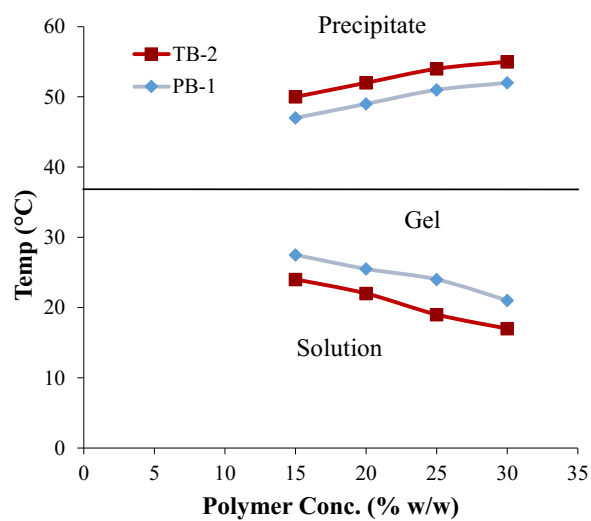 Precipitate
TB-2
PB-1
Gel
Solution
Temp (°C)
60
50
40
30
20
10
0
0 5 10 15 20 25 30 35
Polymer Conc. (% w/w)